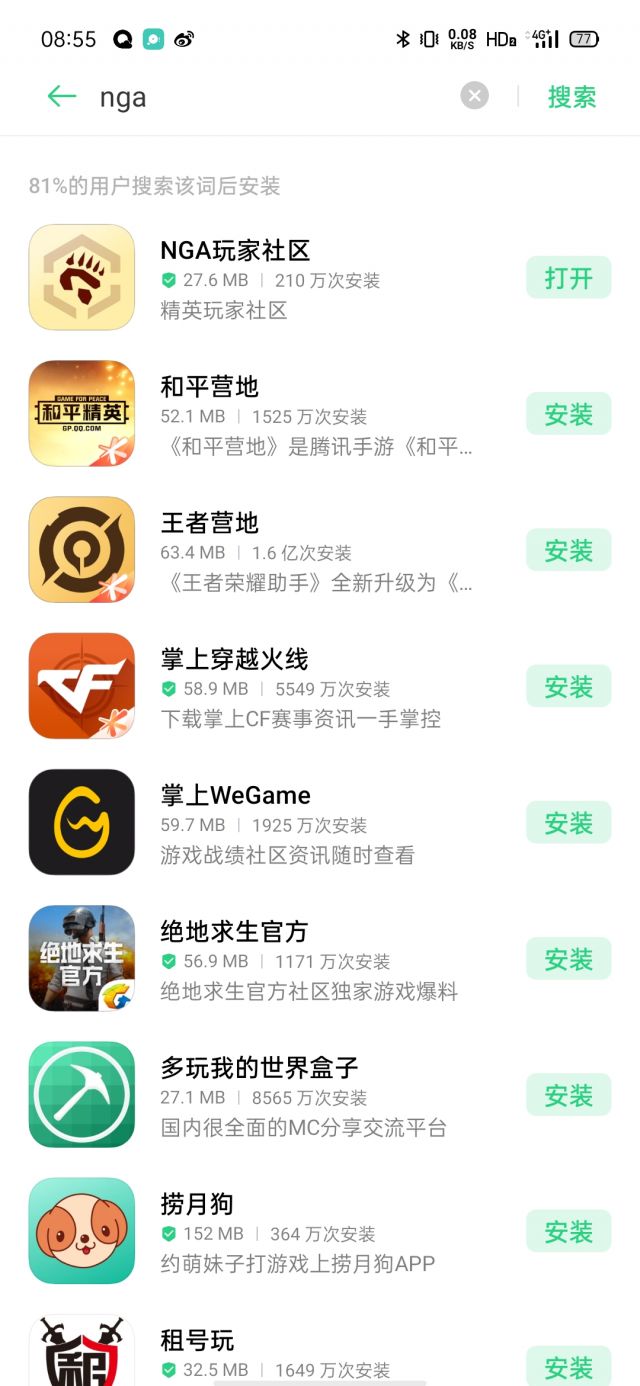 08:55
0.08 KB/S HD2 4G+ 77
nga
搜索
81%的用户搜索该词后安装
NGA玩家社区
27.6 MB | 210 万次安装
精英玩家社区
打开
GAME FOR PEACE
和平精英
GP.QQ.COM
和平营地
52.1 MB | 1525 万次安装
《和平营地》是腾讯手游《和平...
安装
王者营地
63.4 MB | 1.6 亿次安装
《王者荣耀助手》全新升级为《...
安装
CF
掌上穿越火线
58.9 MB | 5549 万次安装
下载掌上CF赛事资讯一手掌控
安装
掌上WeGame
59.7 MB | 1925 万次安装
游戏战绩社区资讯随时查看
安装
绝地求生
官方
绝地求生官方
56.9 MB | 1171 万次安装
绝地求生官方社区独家游戏爆料
安装
多玩我的世界盒子
27.1 MB | 8565 万次安装
国内很全面的MC分享交流平台
安装
捞月狗
152 MB | 364 万次安装
约萌妹子打游戏上捞月狗APP
安装
租
租号玩
32.5 MB | 1649 万次安装
安装